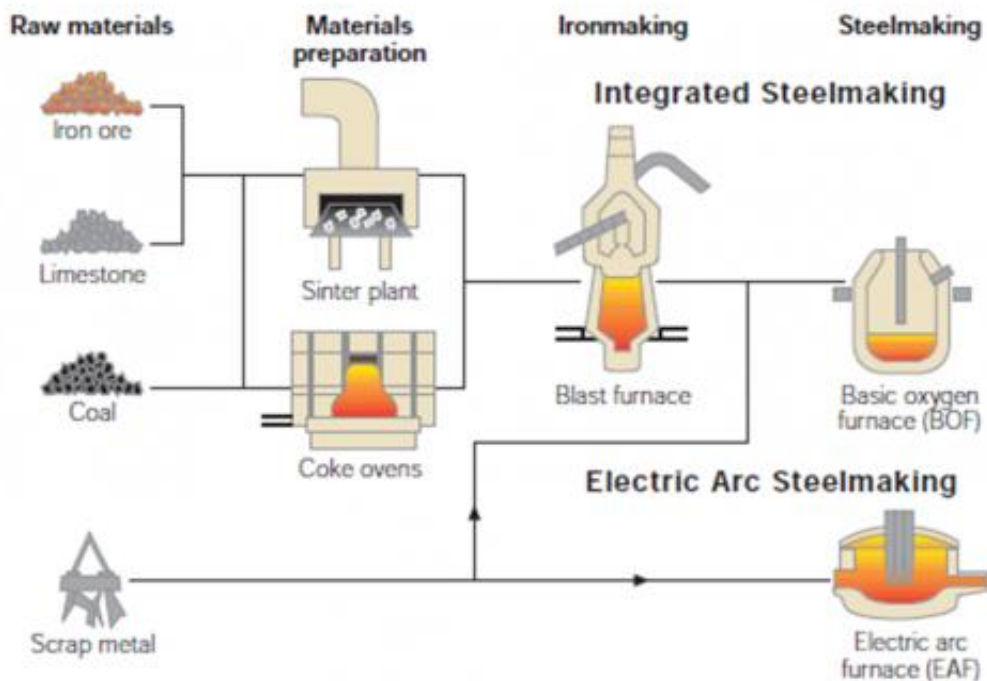 Raw materials
Materials
preparation
Ironmaking
Steelmaking
Integrated Steelmaking
Iron ore
Limestone
Sinter plant
Coal
Coke ovens
Blast furnace
Basic oxygen
furnace (BOF)
Electric Arc Steelmaking
Scrap metal
Electric arc
furnace (EAF)